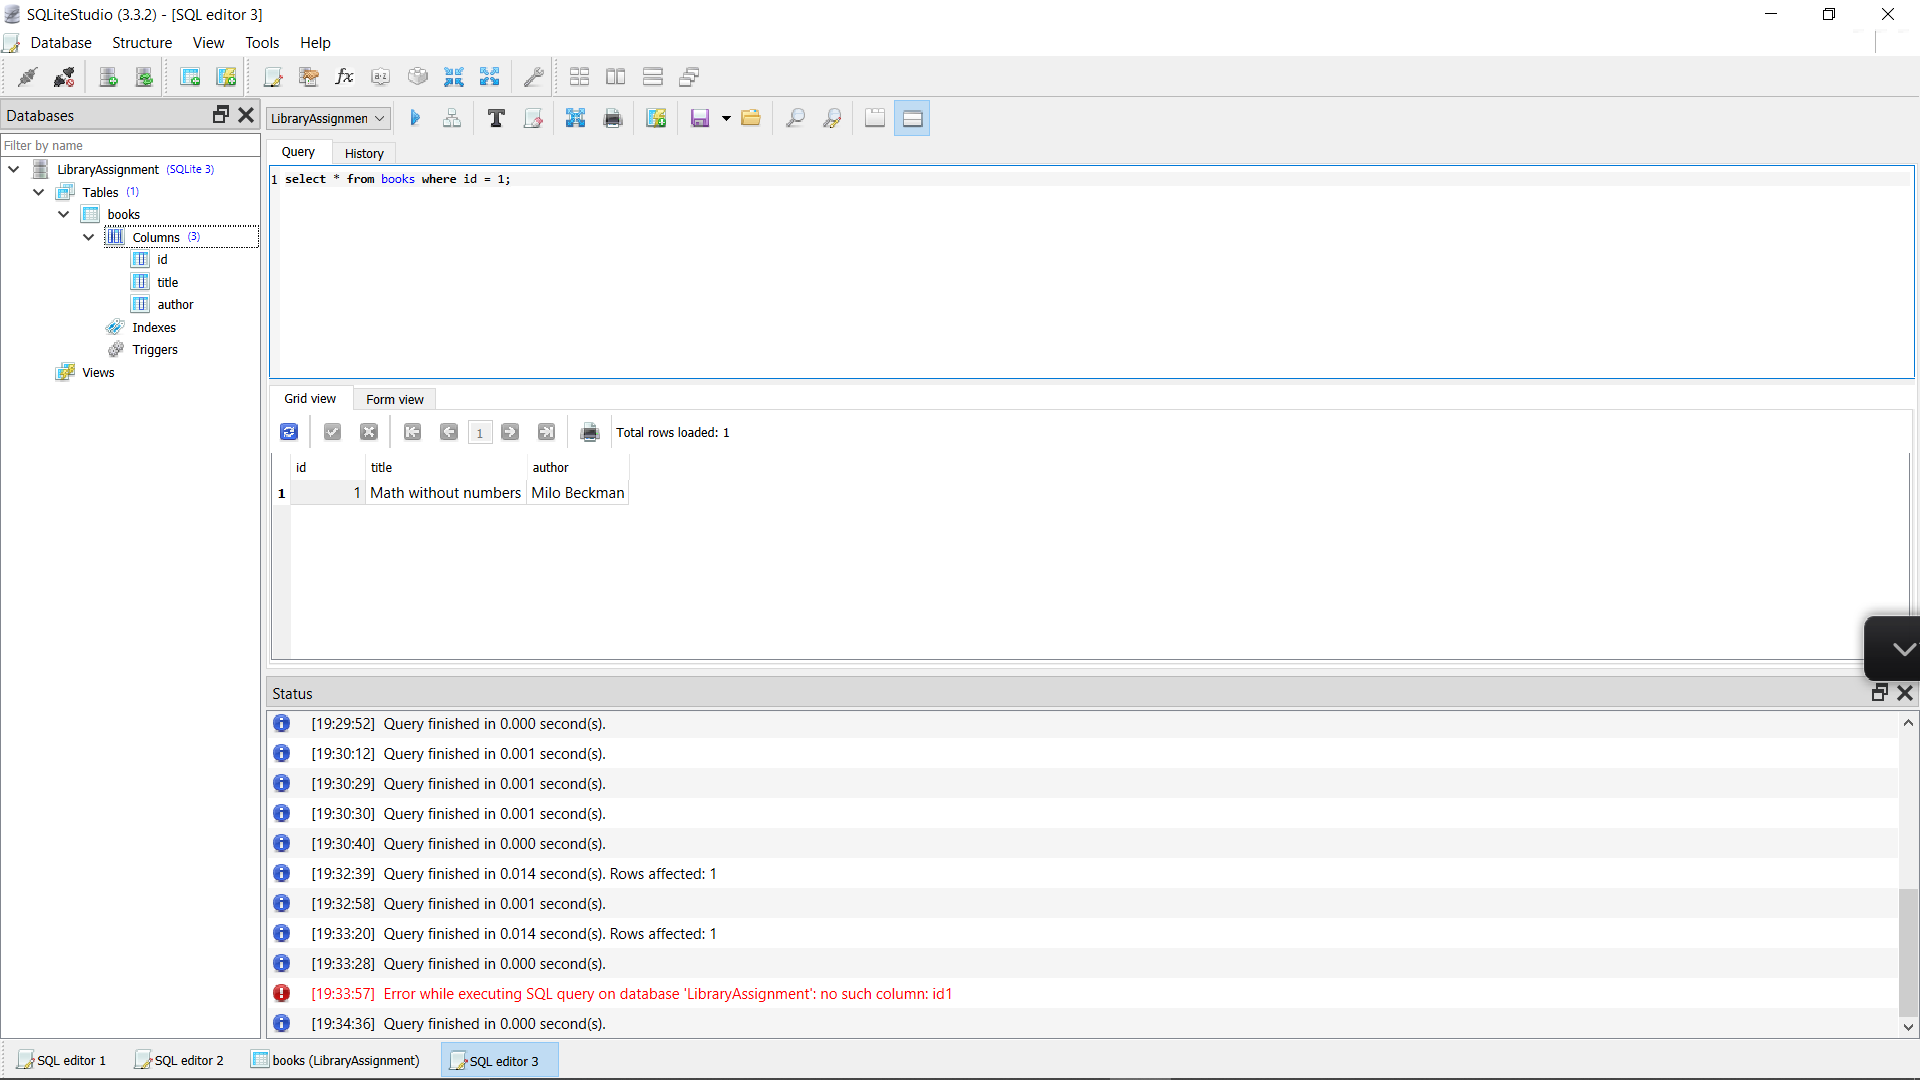 SQLiteStudio (3.3.2) - [SQL editor 3]
Database Structure View Tools Help
Databases
Filter by name
LibraryAssignment (SQLite 3)
Tables (1)
books
Columns (3)
id
title
author
Indexes
Triggers
Views
LibraryAssignmen
Query History
1 select * from books where id = 1;
Grid view Form view
1 Total rows loaded: 1
id title author
1 1 Math without numbers Milo Beckman
Status
[19:29:52] Query finished in 0.000 second(s).
[19:30:12] Query finished in 0.001 second(s).
[19:30:29] Query finished in 0.001 second(s).
[19:30:30] Query finished in 0.001 second(s).
[19:30:40] Query finished in 0.000 second(s).
[19:32:39] Query finished in 0.014 second(s). Rows affected: 1
[19:32:58] Query finished in 0.001 second(s).
[19:33:20] Query finished in 0.014 second(s). Rows affected: 1
[19:33:28] Query finished in 0.000 second(s).
[19:33:57] Error while executing SQL query on database 'LibraryAssignment': no such column: id1
[19:34:36] Query finished in 0.000 second(s).
SQL editor 1 SQL editor 2 books (LibraryAssignment) SQL editor 3